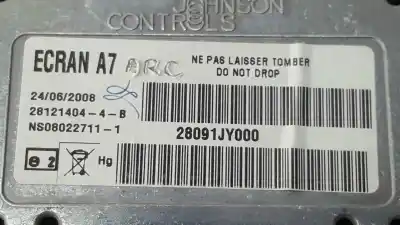 JOHNSON
CONTROLS
ECRAN A7
NE PAS LAISSER TOMBER
DO NOT DROP
24/06/2008
28121404-4-B
NS08022711-1
28091JY000
2
Hg